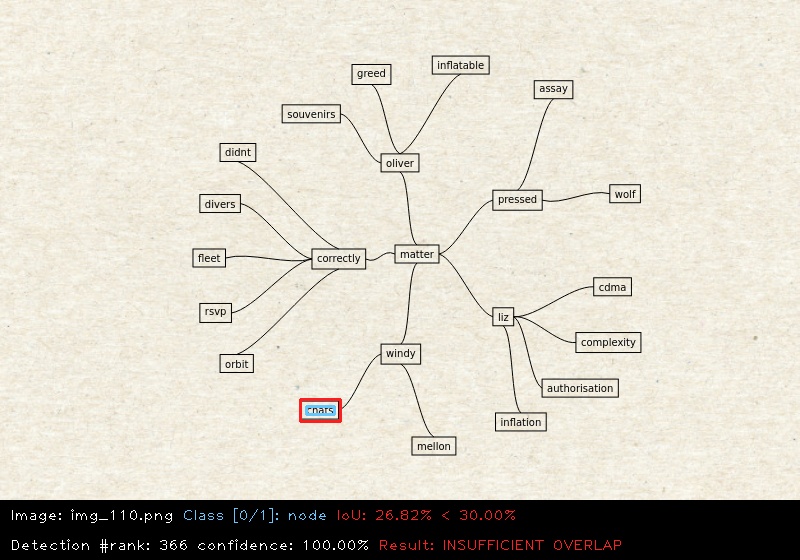 greed
inflatable
assay
souvenirs
didnt
oliver
wolf
divers
pressed
fleet
correctly
matter
cdma
rsvp
liz
complexity
orbit
windy
authorisation
inflation
mellon
Image: img_110.png Class [0/1]: node IoU: 26.82% < 30.00%
Detection #rank: 366 confidence: 100.00% Result: INSUFFICIENT OVERLAP